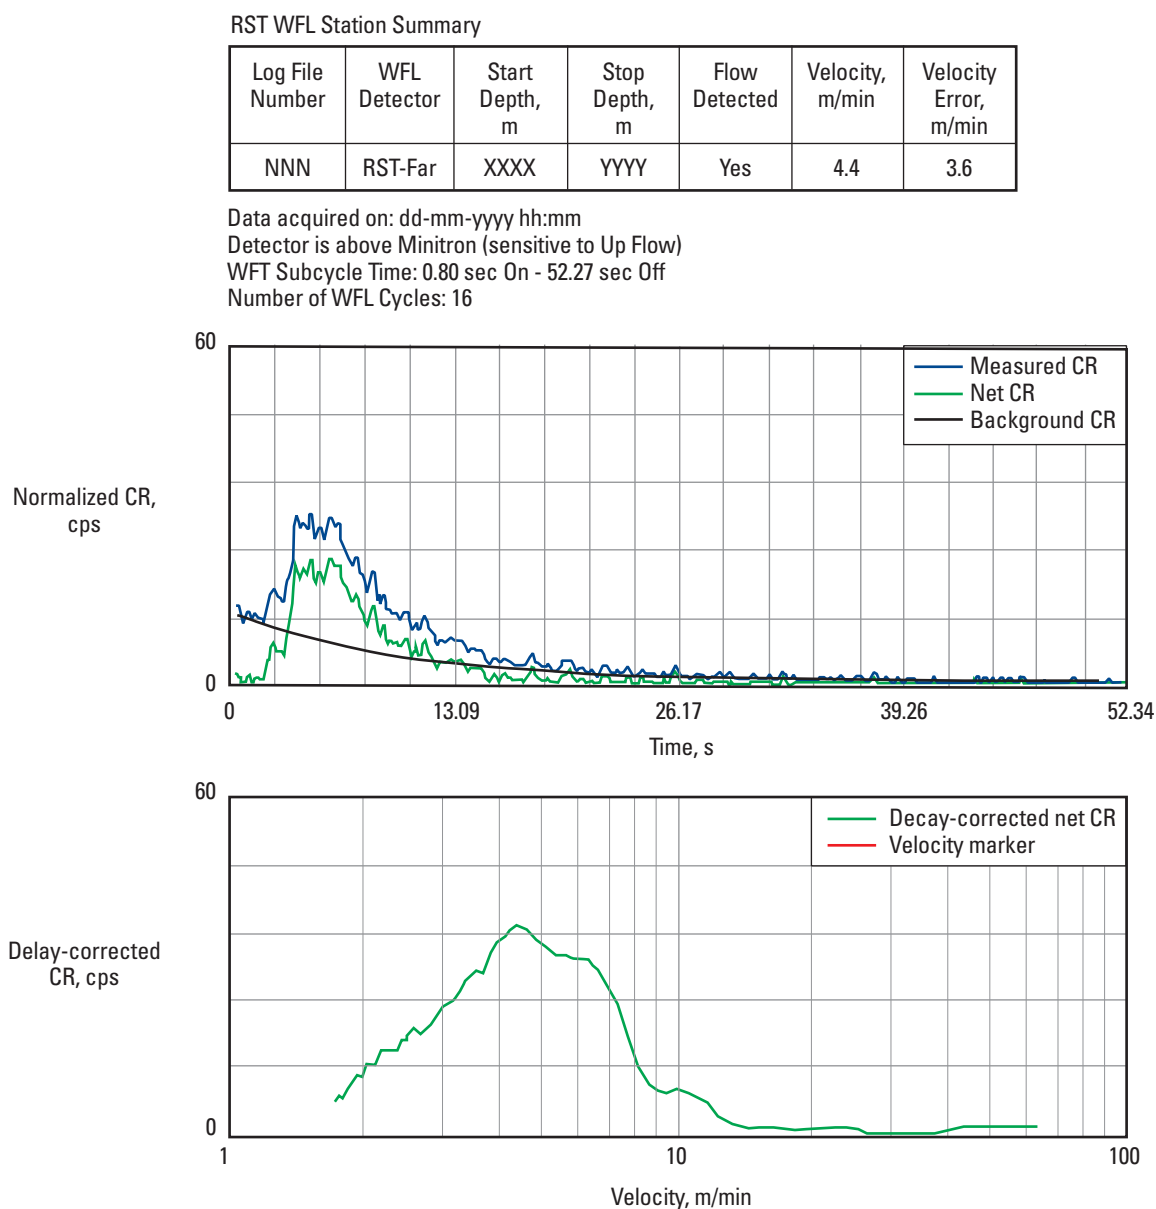 RST WFL Station Summary
Log File Number WFL Detector Start Depth, m Stop Depth, m Flow Detected Velocity, m/min Velocity Error, m/min
NNN RST-Far XXXX YYYY Yes 4.4 3.6
Data acquired on: dd-mm-yyyy hh:mm
Detector is above Minitron (sensitive to Up Flow)
WFT Subcycle Time: 0.80 sec On - 52.27 sec Off
Number of WFL Cycles: 16
60
Measured CR
Net CR
Background CR
Normalized CR,
cps
0
0 13.09 26.17 39.26 52.34
Time, s
60
Decay-corrected net CR
Velocity marker
Delay-corrected
CR, cps
0
1 10 100
Velocity, m/min